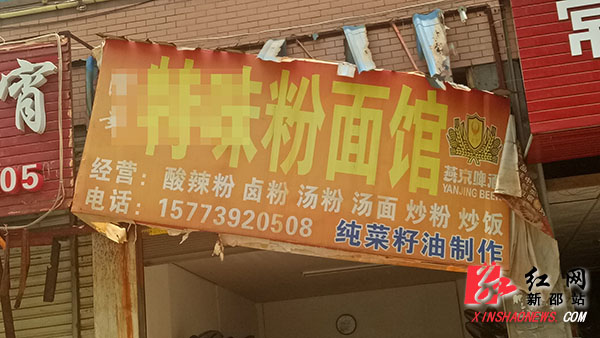 宵
05
味粉面馆
燕京啤酒
YANJING BEER
经营：酸辣粉 卤粉 汤粉 汤面 炒粉 炒饭
电话：15773920508
纯菜籽油制作
红网
新邵站
XINSHAONEWS.COM